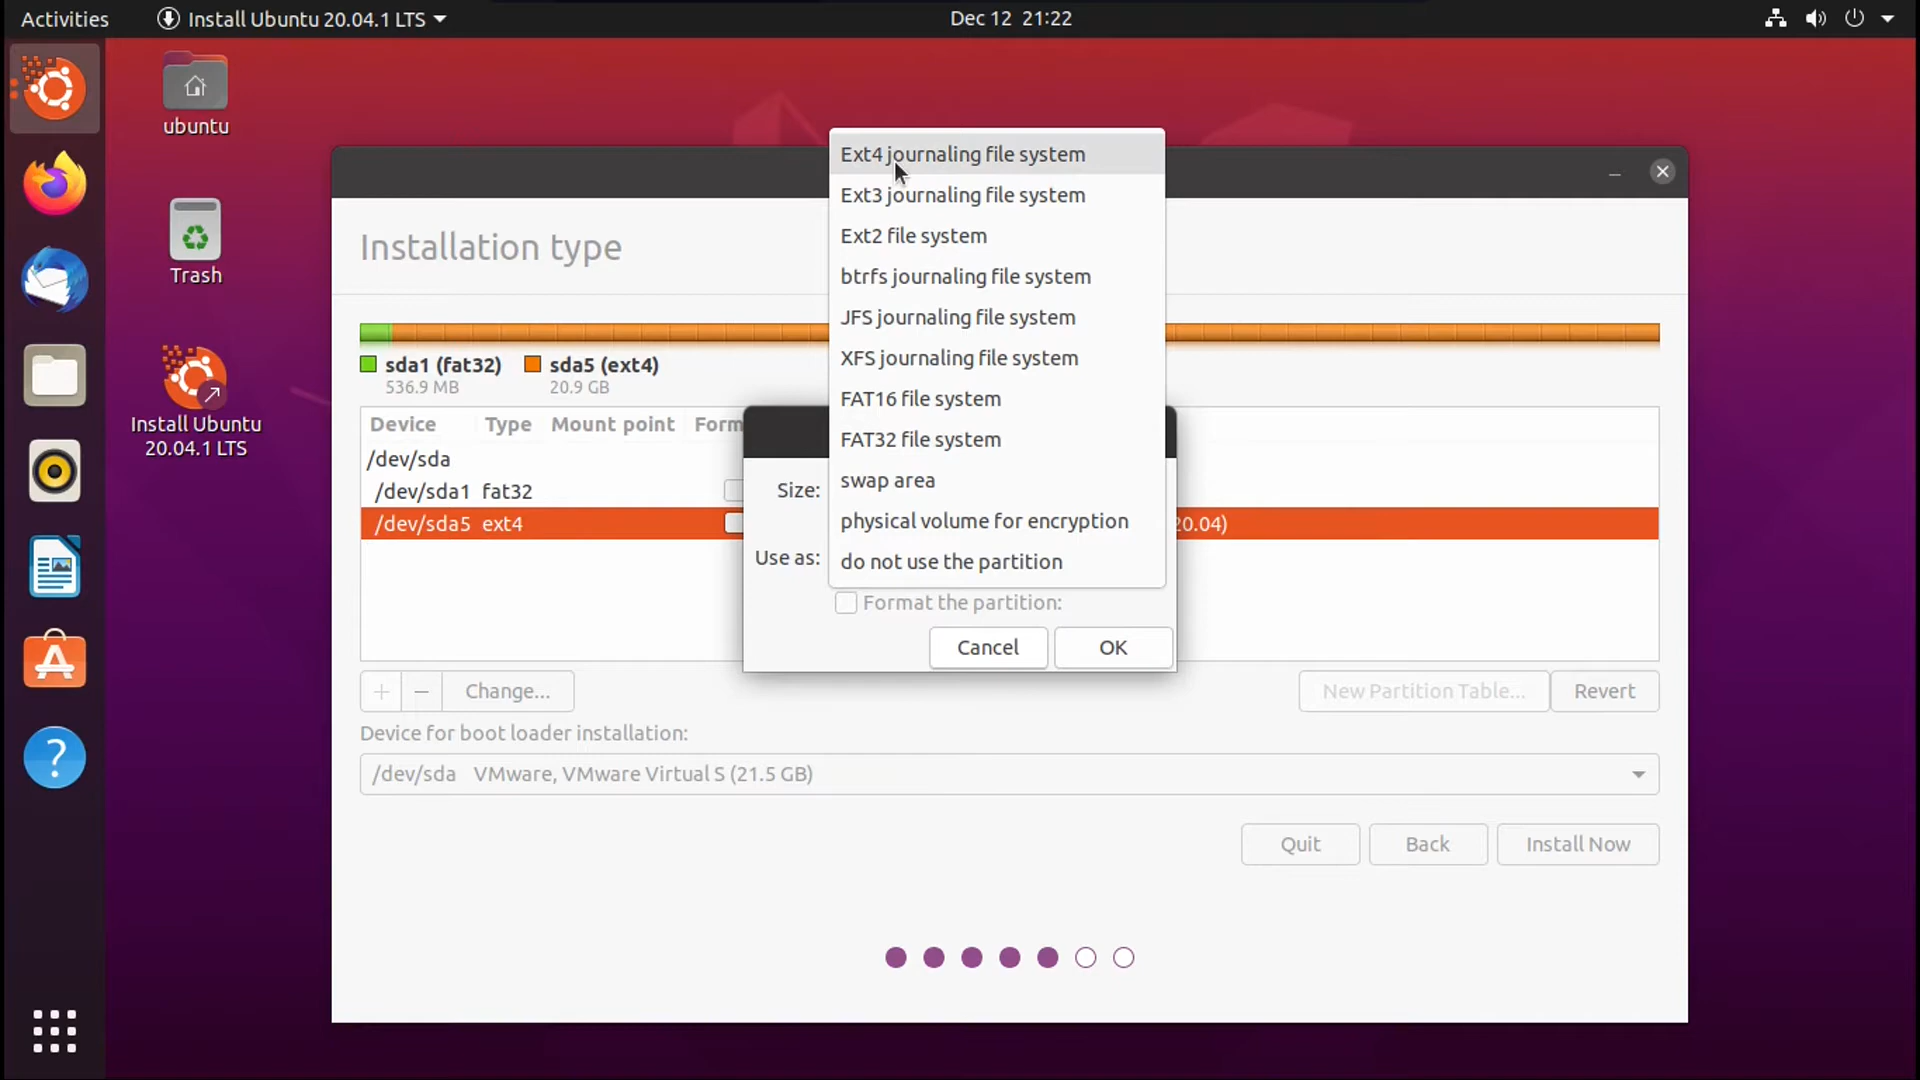 Activities
Install Ubuntu 20.04.1 LTS
Dec 12 21:22
ubuntu
Trash
Install Ubuntu
20.04.1 LTS
Installation type
sda1 (fat32)
536.9 MB
sda5 (ext4)
20.9 GB
Device Type Mount point Form
/dev/sda
/dev/sda1 fat32
/dev/sda5 ext4
20.04)
Ext4 journaling file system
Ext3 journaling file system
Ext2 file system
btrfs journaling file system
JFS journaling file system
XFS journaling file system
FAT16 file system
FAT32 file system
swap area
physical volume for encryption
do not use the partition
Size:
Use as:
Format the partition:
Cancel
OK
+
−
Change...
New Partition Table...
Revert
Device for boot loader installation:
/dev/sda VMware, VMware Virtual S (21.5 GB)
Quit
Back
Install Now
?